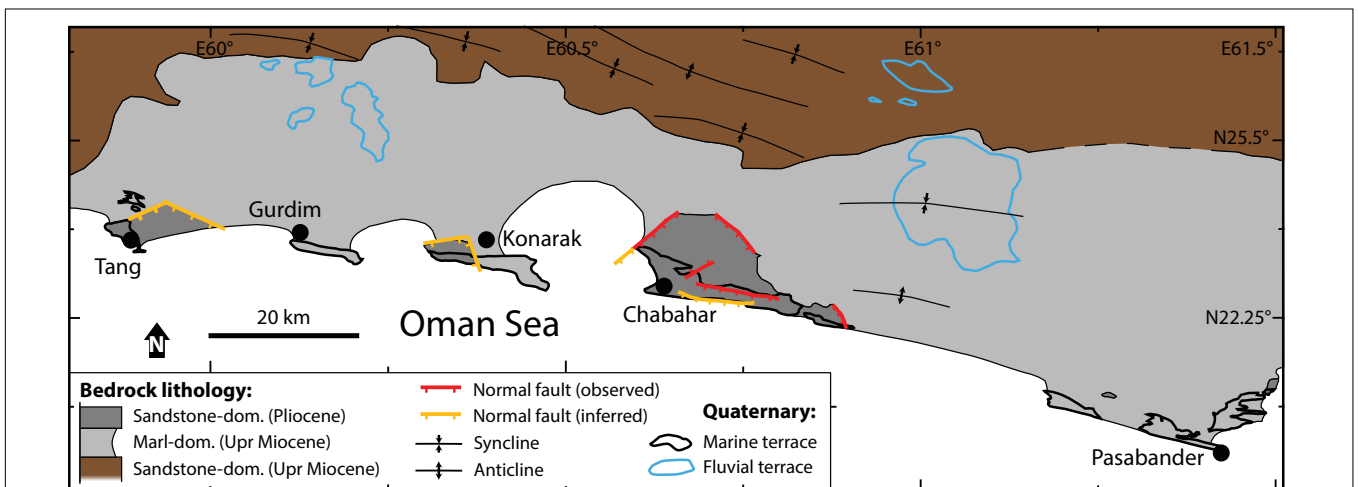 E60° E60.5° E61° E61.5°
N25.5°
Gurdim
Konarak
Tang
Chabahar
N22.25°
20 km
Oman Sea
N
Bedrock lithology:
Sandstone-dom. (Pliocene)
Marl-dom. (Upr Miocene)
Sandstone-dom. (Upr Miocene)
Normal fault (observed)
Normal fault (inferred)
Syncline
Anticline
Quaternary:
Marine terrace
Fluvial terrace
Pasabander